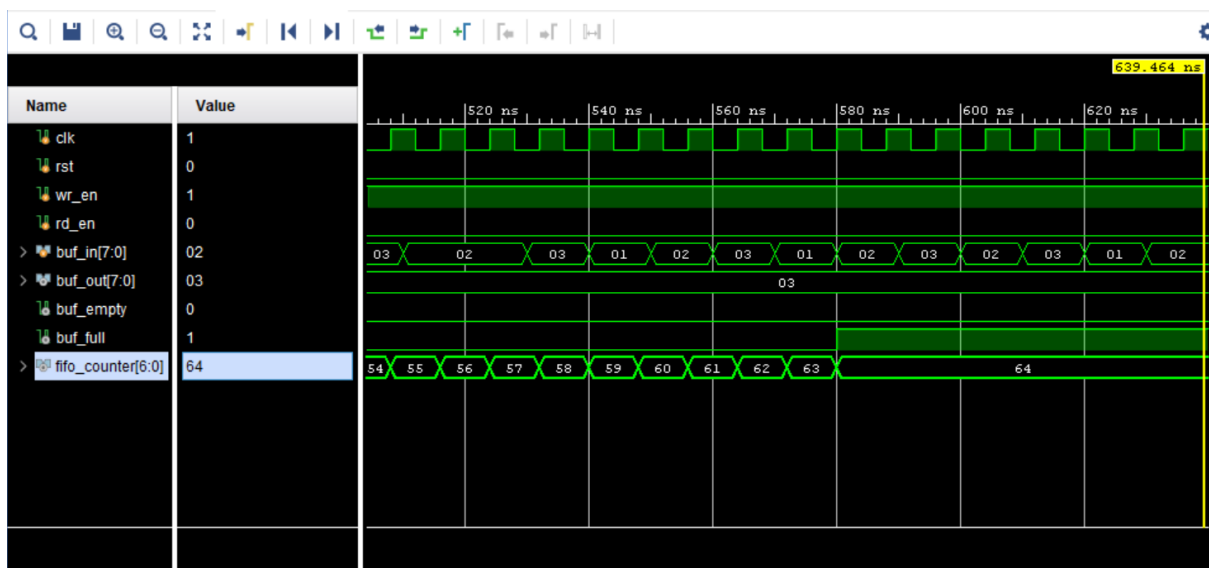 639.464 ns
Name Value
520 ns 540 ns 560 ns 580 ns 600 ns 620 ns
clk 1
rst 0
wr_en 1
rd_en 0
buf_in[7:0] 02 03 02 03 01 02 03 01 02 03 02 03 01 02
buf_out[7:0] 03 03
buf_empty 0
buf_full 1
fifo_counter[6:0] 64 54 55 56 57 58 59 60 61 62 63 64